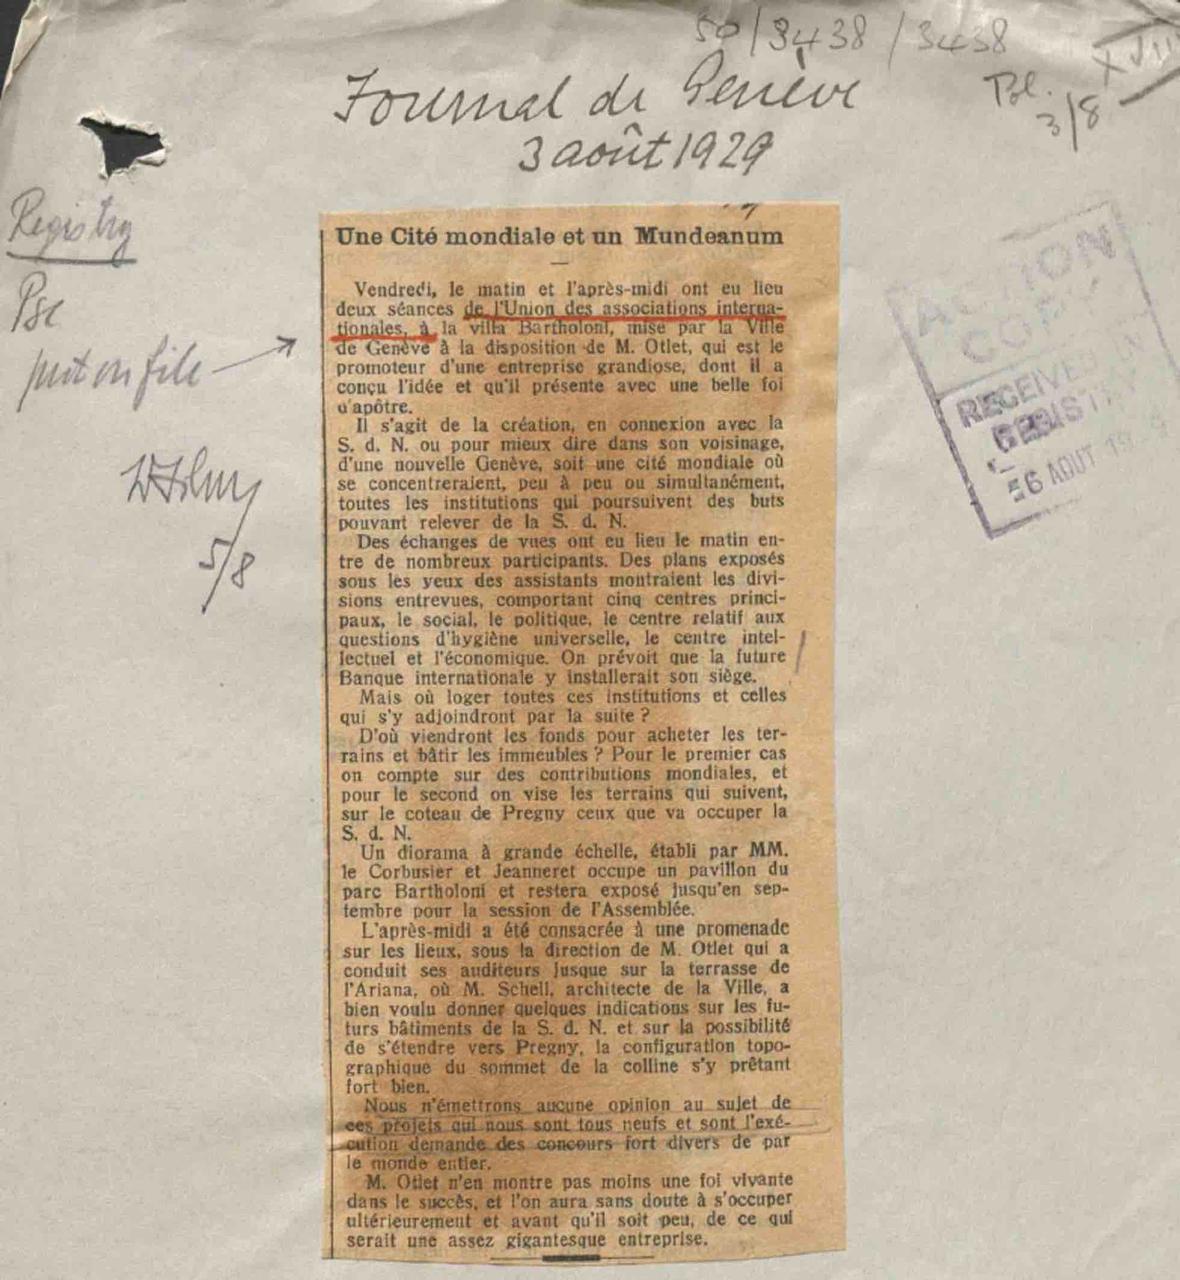 50/3438/3438
XVIII
Journal de Genève
3 août 1929
3/8
Registry
put on file
5/8
ACTION
COPY
RECEIVED IN
REGISTRY
6 AOUT 1929
Une Cité mondiale et un Mundeanum
Vendredi, le matin et l'après-midi ont eu lieu
deux séances de l'Union des associations interna-
tionales, à la villa Bartholoni, mise par la Ville
de Genève à la disposition de M. Otlet, qui est le
promoteur d'une entreprise grandiose, dont il a
conçu l'idée et qu'il présente avec une belle foi
d'apôtre.
Il s'agit de la création, en connexion avec la
S. d. N. ou pour mieux dire dans son voisinage,
d'une nouvelle Genève, soit une cité mondiale où
se concentreraient, peu à peu ou simultanément,
toutes les institutions qui poursuivent des buts
pouvant relever de la S. d. N.
Des échanges de vues ont eu lieu le matin en-
tre de nombreux participants. Des plans exposés
sous les yeux des assistants montraient les divi-
sions entrevues, comportant cinq centres princi-
paux, le social, le politique, le centre relatif aux
questions d'hygiène universelle, le centre intel-
lectuel et l'économique. On prévoit que la future
Banque internationale y installerait son siège.
Mais où loger toutes ces institutions et celles
qui s'y adjoindront par la suite ?
D'où viendront les fonds pour acheter les ter-
rains et bâtir les immeubles ? Pour le premier cas
on compte sur des contributions mondiales, et
pour le second on vise les terrains qui suivent,
sur le coteau de Pregny ceux que va occuper la
S. d. N.
Un diorama à grande échelle, établi par MM.
le Corbusier et Jeanneret occupe un pavillon du
parc Bartholoni et restera exposé jusqu'en sep-
tembre pour la session de l'Assemblée.
L'après-midi a été consacrée à une promenade
sur les lieux, sous la direction de M. Otlet qui a
conduit ses auditeurs jusque sur la terrasse de
l'Ariana, où M. Schell, architecte de la Ville, a
bien voulu donner quelques indications sur les fu-
turs bâtiments de la S. d. N. et sur la possibilité
de s'étendre vers Pregny, la configuration topo-
graphique du sommet de la colline s'y prêtant
fort bien.
Nous n'émettrons aucune opinion au sujet de
ces projets qui nous sont tous neufs et sont l'exé-
cution demande des concours fort divers de par
le monde entier.
M. Otlet n'en montre pas moins une foi vivante
dans le succès, et l'on aura sans doute à s'occuper
ultérieurement et avant qu'il soit peu, de ce qui
serait une assez gigantesque entreprise.